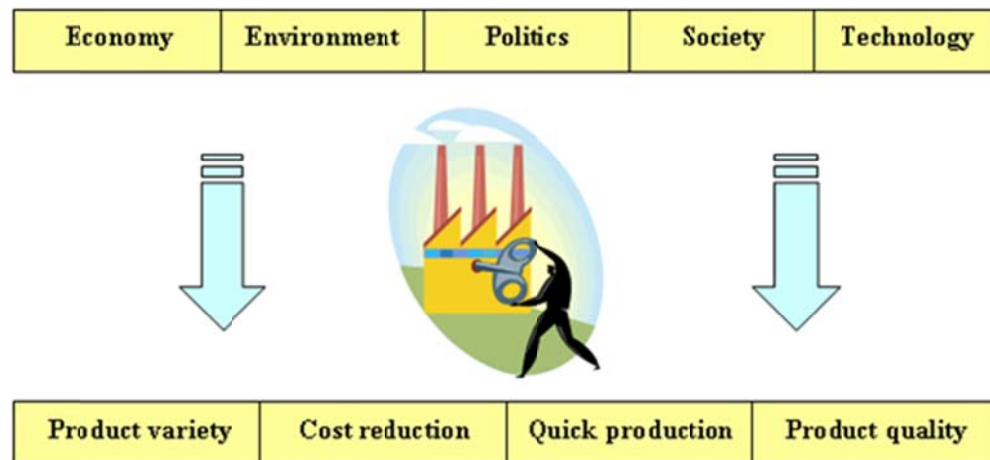 Economy Environment Politics Society Technology
Product variety Cost reduction Quick production Product quality